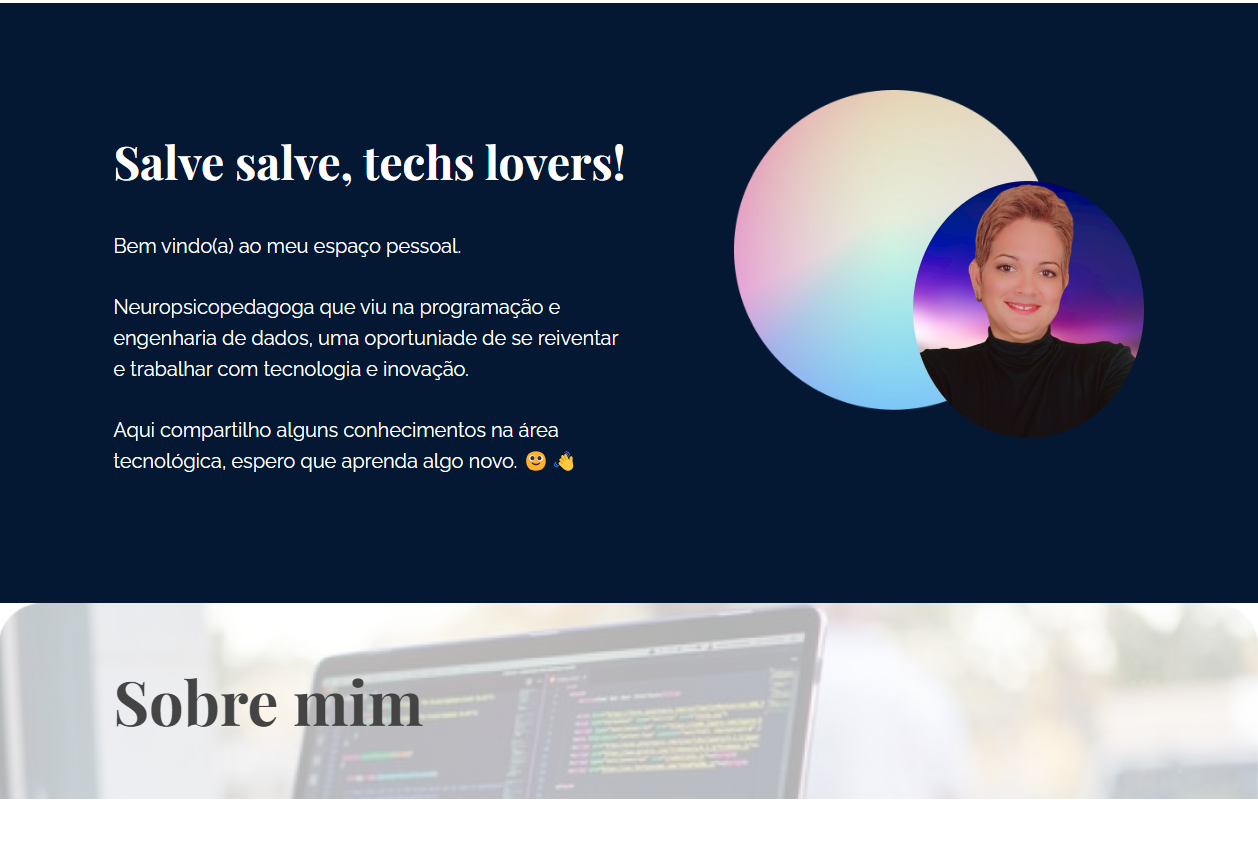 Salve salve, techs lovers!
Bem vindo(a) ao meu espaço pessoal.
Neuropsicopedagoga que viu na programação e
engenharia de dados, uma oportuniade de se reiventar
e trabalhar com tecnologia e inovação.
Aqui compartilho alguns conhecimentos na área
tecnológica, espero que aprenda algo novo. 🙂 👋
Sobre mim